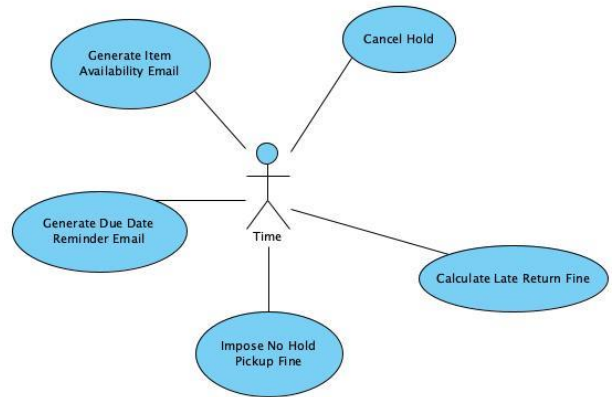 Cancel Hold
Generate Item
Availability Email
Generate Due Date
Reminder Email
Time
Calculate Late Return Fine
Impose No Hold
Pickup Fine